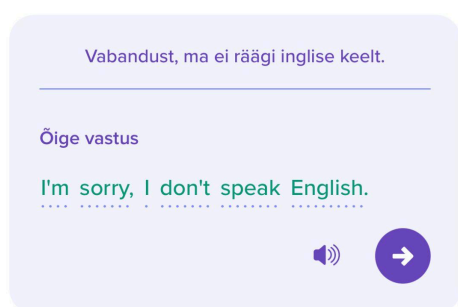 Vabandust, ma ei räägi inglise keelt.
Õige vastus
I'm sorry, I don't speak English.